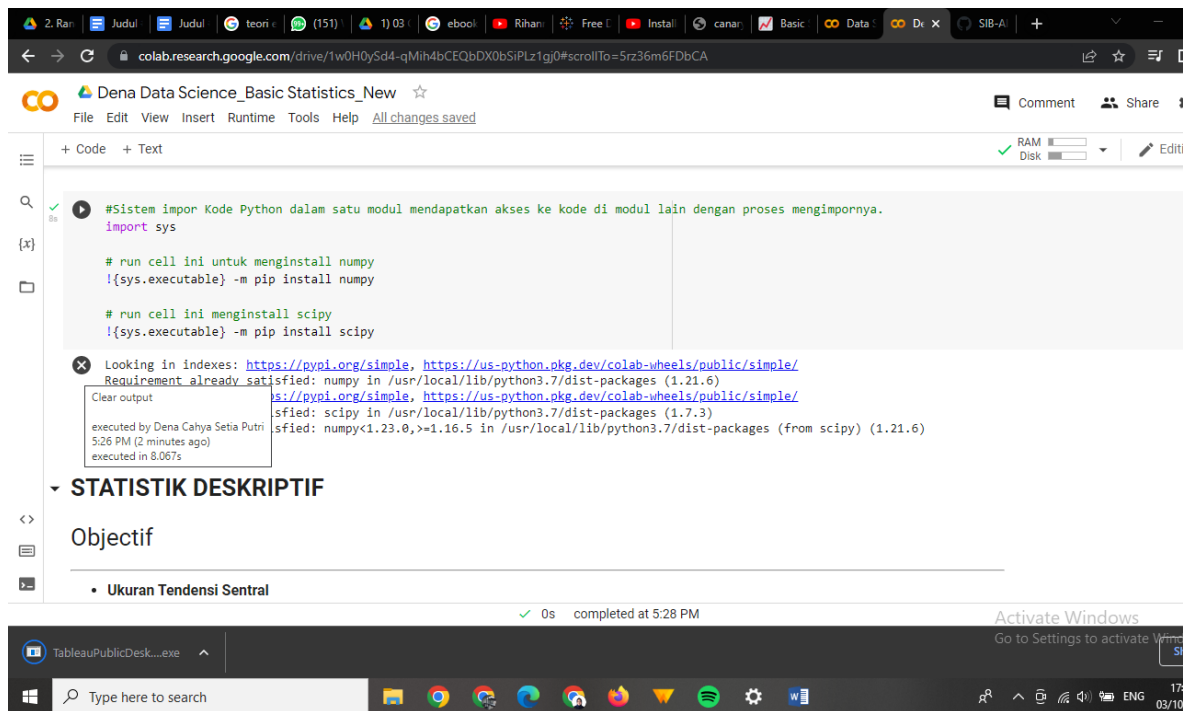 2. Ran
Judul
Judul
teori e
(151)
1) 03 (
ebook
Rihann
Free D
Install
canar
Basic
Data S
De
SIB-AI
colab.research.google.com/drive/1w0H0ySd4-qMih4bCEQbDX0bSiPLz1gj0#scrollTo=5rz36m6FDbCA
Dena Data Science_Basic Statistics_New
File Edit View Insert Runtime Tools Help All changes saved
Comment
Share
+ Code + Text
RAM
Disk
Editi
8s
{x}
#Sistem impor Kode Python dalam satu modul mendapatkan akses ke kode di modul lain dengan proses mengimpornya.
import sys
# run cell ini untuk menginstall numpy
!{sys.executable} -m pip install numpy
# run cell ini menginstall scipy
!{sys.executable} -m pip install scipy
Looking in indexes: https://pypi.org/simple, https://us-python.pkg.dev/colab-wheels/public/simple/
Requirement already satisfied: numpy in /usr/local/lib/python3.7/dist-packages (1.21.6)
ps://pypi.org/simple, https://us-python.pkg.dev/colab-wheels/public/simple/
sfied: scipy in /usr/local/lib/python3.7/dist-packages (1.7.3)
sfied: numpy<1.23.0,>=1.16.5 in /usr/local/lib/python3.7/dist-packages (from scipy) (1.21.6)
Clear output
executed by Dena Cahya Setia Putri
5:26 PM (2 minutes ago)
executed in 8.067s
STATISTIK DESKRIPTIF
Objectif
• Ukuran Tendensi Sentral
0s completed at 5:28 PM
Activate Windows
Go to Settings to activate Wind
TableauPublicDesk....exe
Sh
Type here to search
ENG
17:
03/10